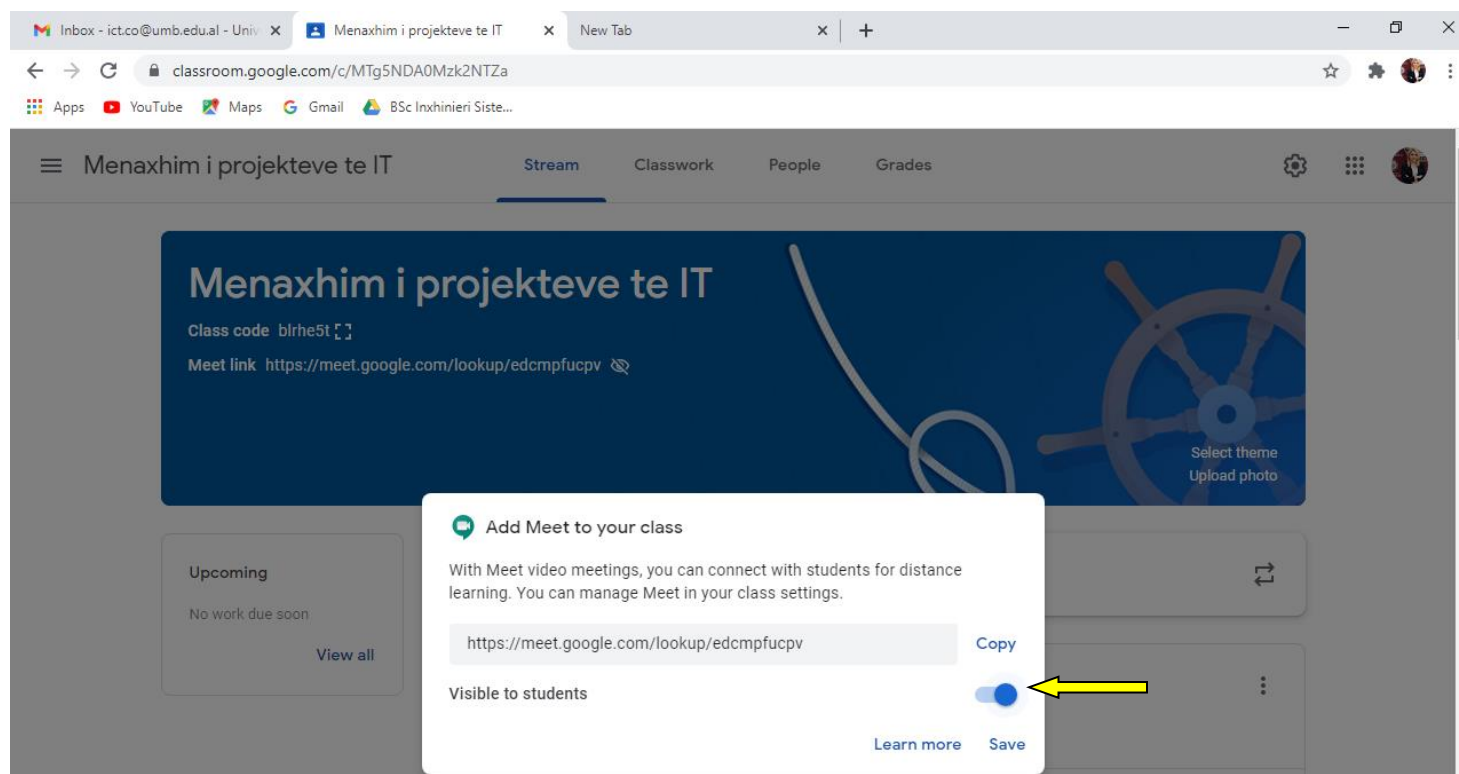 Inbox - ict.co@umb.edu.al - Univ
Menaxhim i projekteve te IT
New Tab
classroom.google.com/c/MTg5NDA0Mzk2NTZa
Apps
YouTube
Maps
Gmail
BSc Inxhinieri Siste...
Menaxhim i projekteve te IT
Stream
Classwork
People
Grades
Menaxhim i projekteve te IT
Class code blrhe5t
Meet link https://meet.google.com/lookup/edcmpfucpv
Select theme
Upload photo
Upcoming
No work due soon
View all
Add Meet to your class
With Meet video meetings, you can connect with students for distance
learning. You can manage Meet in your class settings.
https://meet.google.com/lookup/edcmpfucpv
Copy
Visible to students
Learn more
Save